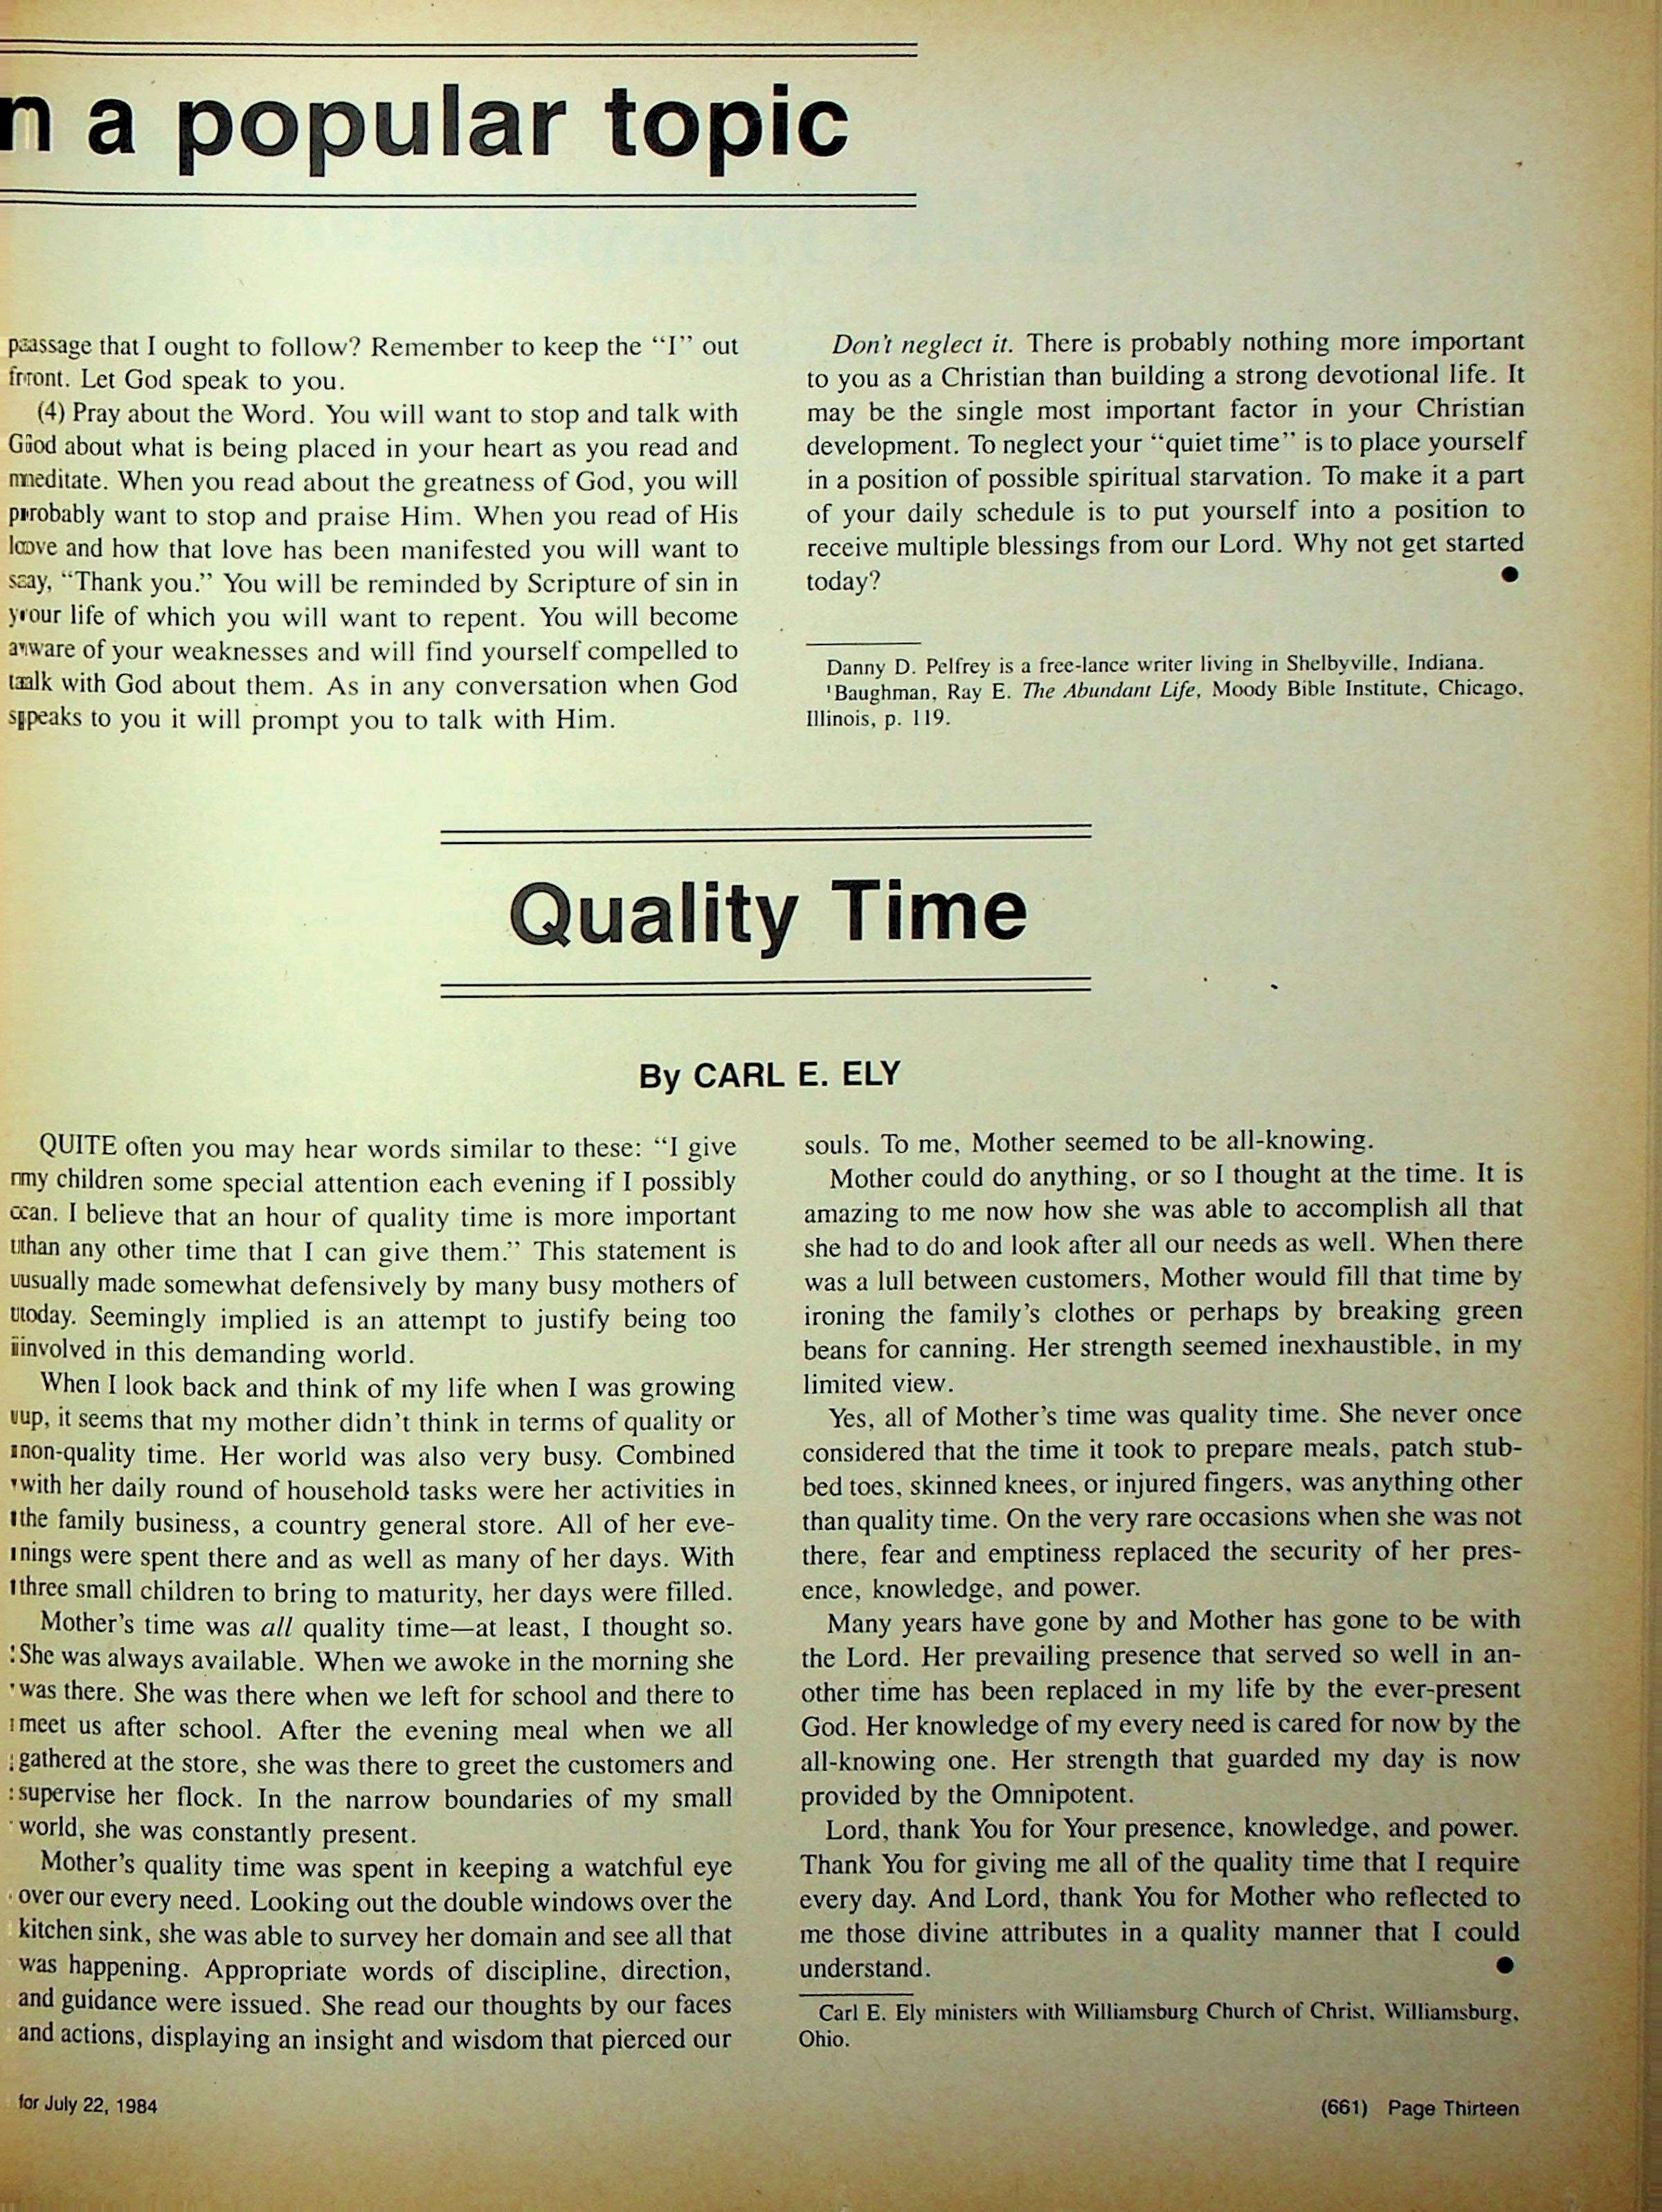 a popular topic
passage that I ought to follow? Remember to keep the “I” out
front. Let God speak to you.
(4) Pray about the Word. You will want to stop and talk with
God about what is being placed in your heart as you read and
meditate. When you read about the greatness of God, you will
probably want to stop and praise Him. When you read of His
love and how that love has been manifested you will want to
say, “Thank you.” You will be reminded by Scripture of sin in
your life of which you will want to repent. You will become
aware of your weaknesses and will find yourself compelled to
talk with God about them. As in any conversation when God
speaks to you it will prompt you to talk with Him.
Don’t neglect it. There is probably nothing more important
to you as a Christian than building a strong devotional life. It
may be the single most important factor in your Christian
development. To neglect your “quiet time” is to place yourself
in a position of possible spiritual starvation. To make it a part
of your daily schedule is to put yourself into a position to
receive multiple blessings from our Lord. Why not get started
today? ●
Danny D. Pelfrey is a free-lance writer living in Shelbyville, Indiana.
¹Baughman, Ray E. The Abundant Life, Moody Bible Institute, Chicago,
Illinois, p. 119.
Quality Time
By CARL E. ELY
QUITE often you may hear words similar to these: “I give
my children some special attention each evening if I possibly
can. I believe that an hour of quality time is more important
than any other time that I can give them.” This statement is
usually made somewhat defensively by many busy mothers of
today. Seemingly implied is an attempt to justify being too
involved in this demanding world.
When I look back and think of my life when I was growing
up, it seems that my mother didn’t think in terms of quality or
non-quality time. Her world was also very busy. Combined
with her daily round of household tasks were her activities in
the family business, a country general store. All of her eve-
nings were spent there and as well as many of her days. With
three small children to bring to maturity, her days were filled.
Mother’s time was all quality time—at least, I thought so.
She was always available. When we awoke in the morning she
was there. She was there when we left for school and there to
meet us after school. After the evening meal when we all
gathered at the store, she was there to greet the customers and
supervise her flock. In the narrow boundaries of my small
world, she was constantly present.
Mother’s quality time was spent in keeping a watchful eye
over our every need. Looking out the double windows over the
kitchen sink, she was able to survey her domain and see all that
was happening. Appropriate words of discipline, direction,
and guidance were issued. She read our thoughts by our faces
and actions, displaying an insight and wisdom that pierced our
souls. To me, Mother seemed to be all-knowing.
Mother could do anything, or so I thought at the time. It is
amazing to me now how she was able to accomplish all that
she had to do and look after all our needs as well. When there
was a lull between customers, Mother would fill that time by
ironing the family’s clothes or perhaps by breaking green
beans for canning. Her strength seemed inexhaustible, in my
limited view.
Yes, all of Mother’s time was quality time. She never once
considered that the time it took to prepare meals, patch stub-
bed toes, skinned knees, or injured fingers, was anything other
than quality time. On the very rare occasions when she was not
there, fear and emptiness replaced the security of her pres-
ence, knowledge, and power.
Many years have gone by and Mother has gone to be with
the Lord. Her prevailing presence that served so well in an-
other time has been replaced in my life by the ever-present
God. Her knowledge of my every need is cared for now by the
all-knowing one. Her strength that guarded my day is now
provided by the Omnipotent.
Lord, thank You for Your presence, knowledge, and power.
Thank You for giving me all of the quality time that I require
every day. And Lord, thank You for Mother who reflected to
me those divine attributes in a quality manner that I could
understand. ●
Carl E. Ely ministers with Williamsburg Church of Christ, Williamsburg,
Ohio.
for July 22, 1984
(661) Page Thirteen